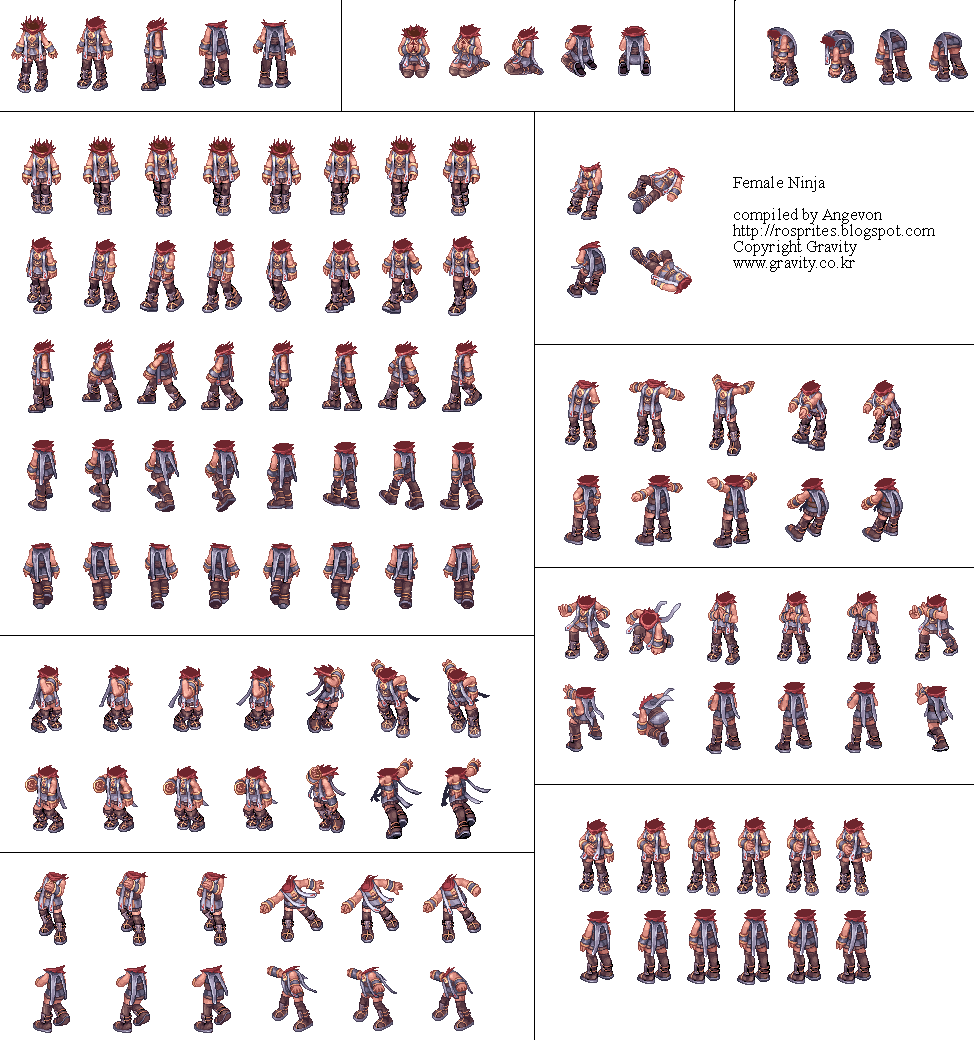 Female Ninja
compiled by Angevon
http://rosprites.blogspot.com
Copyright Gravity
www.gravity.co.kr